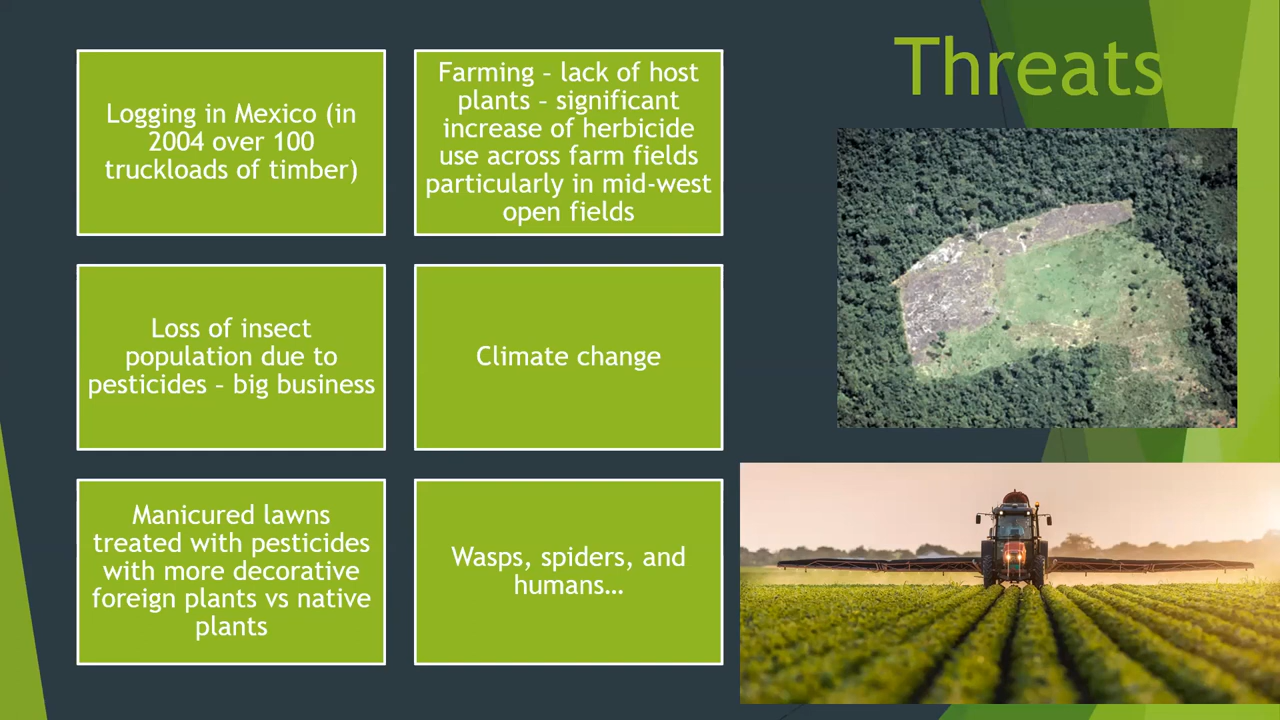 Threats
Logging in Mexico (in
2004 over 100
truckloads of timber)
Farming – lack of host
plants – significant
increase of herbicide
use across farm fields
particularly in mid-west
open fields
Loss of insect
population due to
pesticides – big business
Climate change
Manicured lawns
treated with pesticides
with more decorative
foreign plants vs native
plants
Wasps, spiders, and
humans…